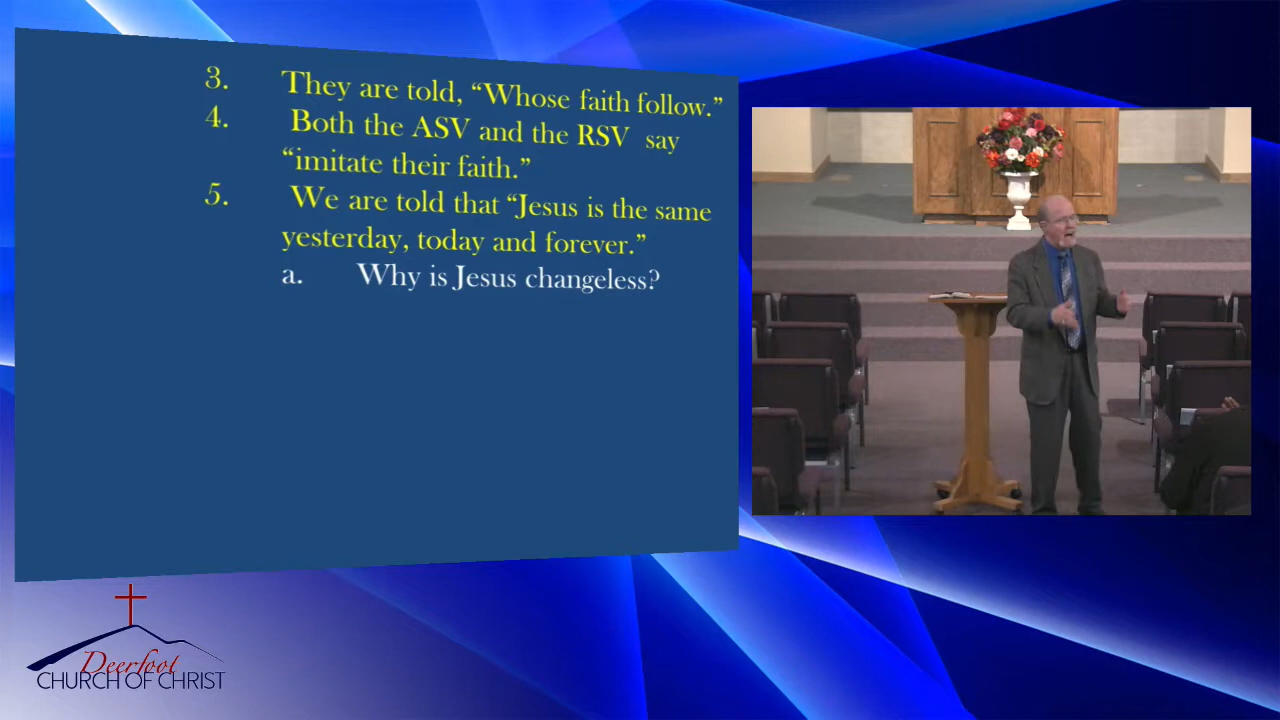 3. They are told, “Whose faith follow.”
4. Both the ASV and the RSV say
“imitate their faith.”
5. We are told that “Jesus is the same
yesterday, today and forever.”
a. Why is Jesus changeless?
Deerfoot
CHURCH OF CHRIST